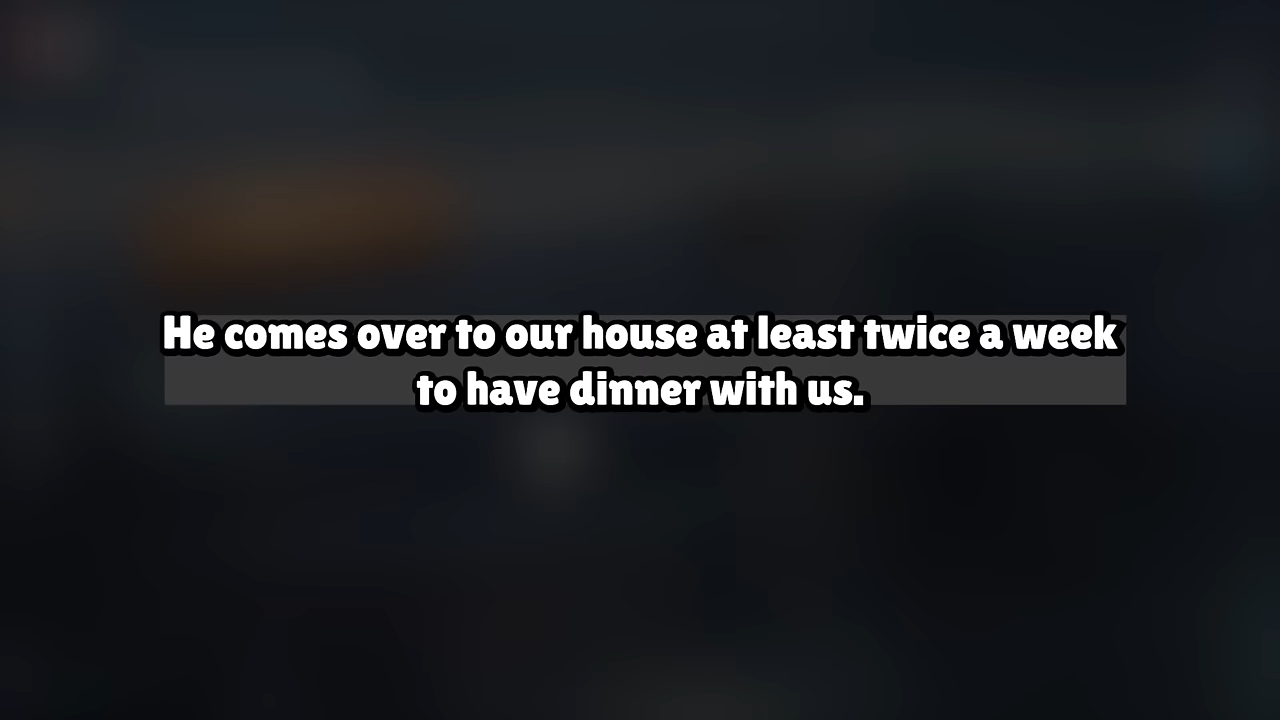 He comes over to our house at least twice a week
to have dinner with us.